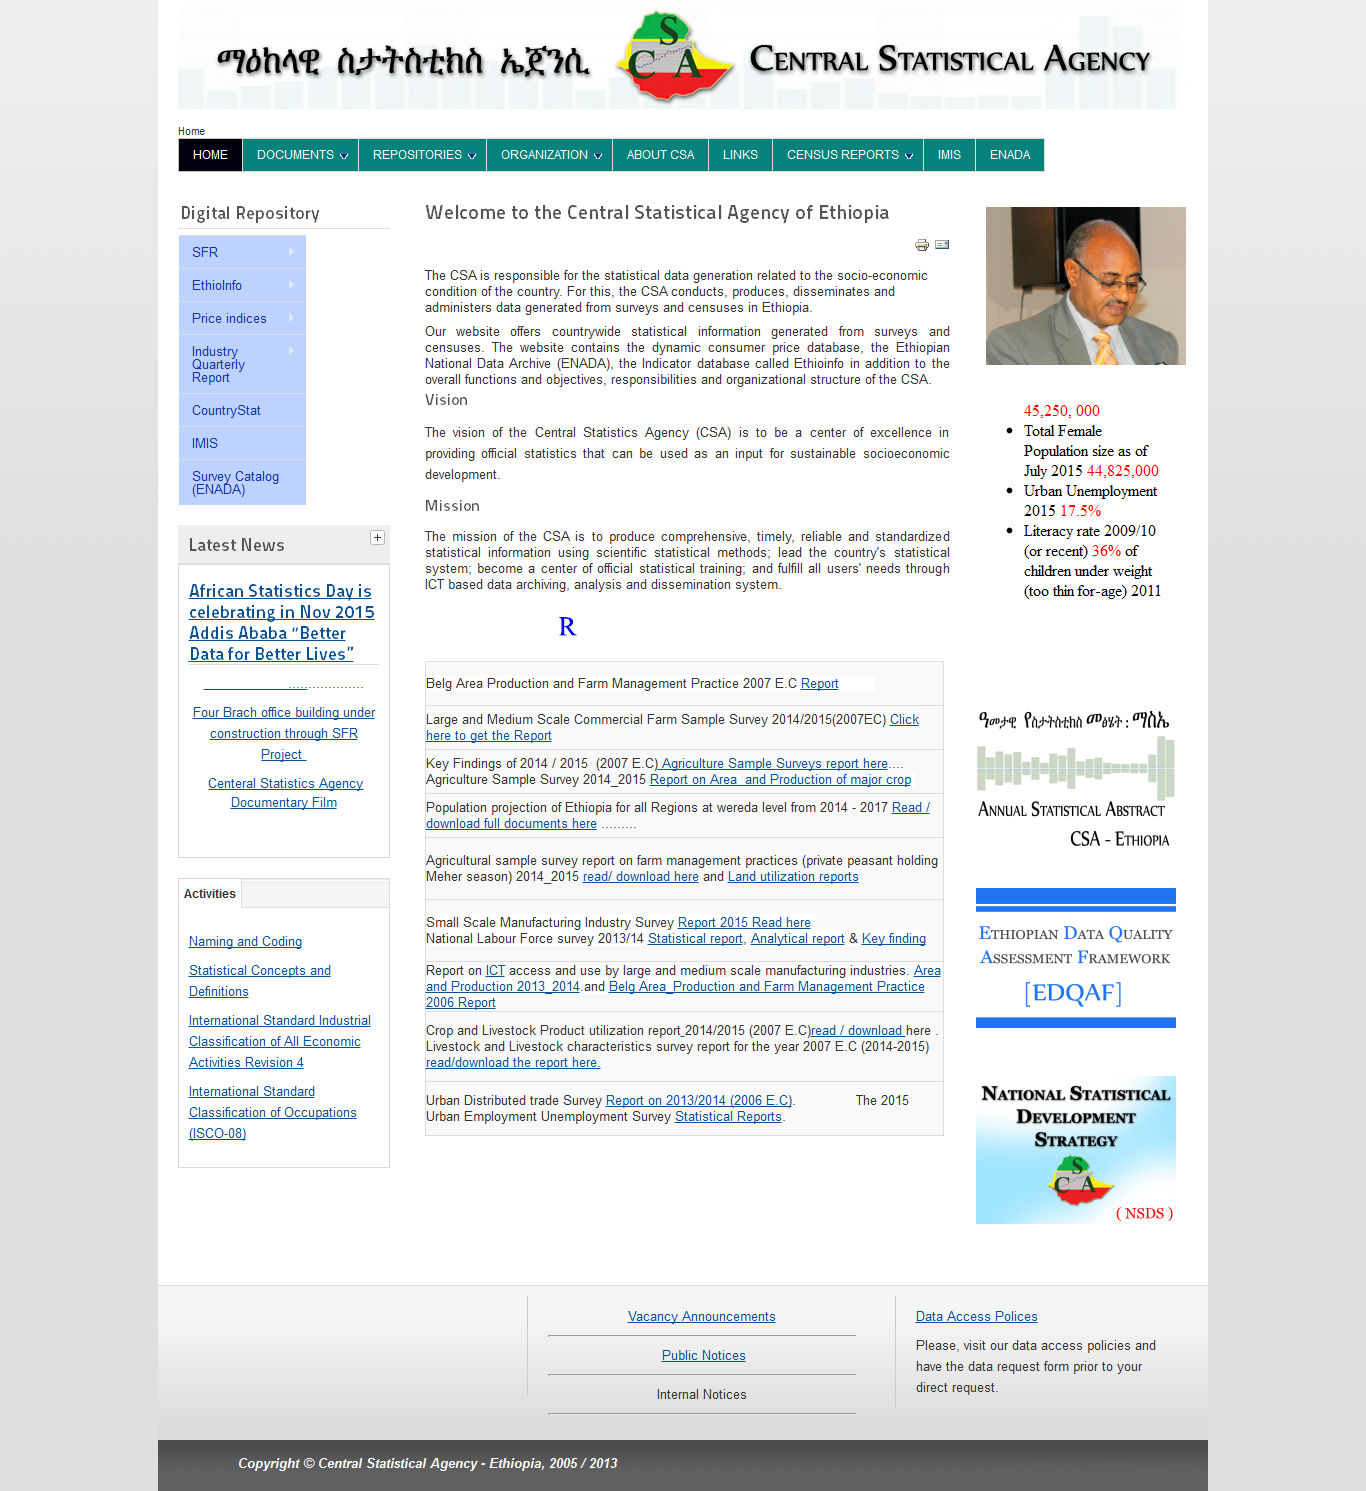 ማዕከላዊ ስታትስቲክስ ኤጀንሲ
S
C A
CENTRAL STATISTICAL AGENCY
Home
HOME DOCUMENTS REPOSITORIES ORGANIZATION ABOUT CSA LINKS CENSUS REPORTS IMIS ENADA
Digital Repository
SFR
EthioInfo
Price indices
Industry
Quarterly
Report
CountryStat
IMIS
Survey Catalog
(ENADA)
Latest News
African Statistics Day is
celebrating in Nov 2015
Addis Ababa “Better
Data for Better Lives”
...................
Four Brach office building under
construction through SFR
Project
Centeral Statistics Agency
Documentary Film
Activities
Naming and Coding
Statistical Concepts and
Definitions
International Standard Industrial
Classification of All Economic
Activities Revision 4
International Standard
Classification of Occupations
(ISCO-08)
Welcome to the Central Statistical Agency of Ethiopia
The CSA is responsible for the statistical data generation related to the socio-economic
condition of the country. For this, the CSA conducts, produces, disseminates and
administers data generated from surveys and censuses in Ethiopia.
Our website offers countrywide statistical information generated from surveys and
censuses. The website contains the dynamic consumer price database, the Ethiopian
National Data Archive (ENADA), the Indicator database called Ethioinfo in addition to the
overall functions and objectives, responsibilities and organizational structure of the CSA.
Vision
The vision of the Central Statistics Agency (CSA) is to be a center of excellence in
providing official statistics that can be used as an input for sustainable socioeconomic
development.
Mission
The mission of the CSA is to produce comprehensive, timely, reliable and standardized
statistical information using scientific statistical methods; lead the country's statistical
system; become a center of official statistical training; and fulfill all users' needs through
ICT based data archiving, analysis and dissemination system.
R
Belg Area Production and Farm Management Practice 2007 E.C Report
Large and Medium Scale Commercial Farm Sample Survey 2014/2015(2007EC) Click
here to get the Report
Key Findings of 2014 / 2015 (2007 E.C) Agriculture Sample Surveys report here....
Agriculture Sample Survey 2014_2015 Report on Area and Production of major crop
Population projection of Ethiopia for all Regions at wereda level from 2014 - 2017 Read /
download full documents here .........
Agricultural sample survey report on farm management practices (private peasant holding
Meher season) 2014_2015 read/ download here and Land utilization reports
Small Scale Manufacturing Industry Survey Report 2015 Read here
National Labour Force survey 2013/14 Statistical report, Analytical report & Key finding
Report on ICT access and use by large and medium scale manufacturing industries. Area
and Production 2013_2014.and Belg Area_Production and Farm Management Practice
2006 Report
Crop and Livestock Product utilization report 2014/2015 (2007 E.C)read / download here .
Livestock and Livestock characteristics survey report for the year 2007 E.C (2014-2015)
read/download the report here.
Urban Distributed trade Survey Report on 2013/2014 (2006 E.C). The 2015
Urban Employment Unemployment Survey Statistical Reports.
45,250, 000
• Total Female
Population size as of
July 2015 44,825,000
• Urban Unemployment
2015 17.5%
• Literacy rate 2009/10
(or recent) 36% of
children under weight
(too thin for-age) 2011
ዓመታዊ የስታትስቲክስ መፅሄት : ማስኤ
ANNUAL STATISTICAL ABSTRACT
CSA - ETHIOPIA
ETHIOPIAN DATA QUALITY
ASSESSMENT FRAMEWORK
[EDQAF]
NATIONAL STATISTICAL
DEVELOPMENT
STRATEGY
S
C A
( NSDS )
Vacancy Announcements
Public Notices
Internal Notices
Data Access Polices
Please, visit our data access policies and
have the data request form prior to your
direct request.
Copyright © Central Statistical Agency - Ethiopia, 2005 / 2013